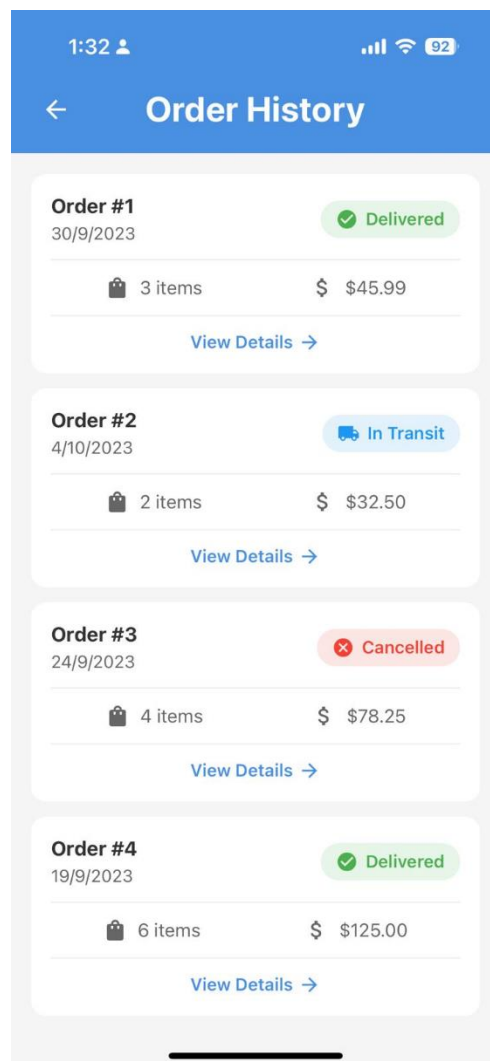 1:32
92
Order History
Order #1
Delivered
30/9/2023
3 items
$ $45.99
View Details →
Order #2
In Transit
4/10/2023
2 items
$ $32.50
View Details →
Order #3
Cancelled
24/9/2023
4 items
$ $78.25
View Details →
Order #4
Delivered
19/9/2023
6 items
$ $125.00
View Details →